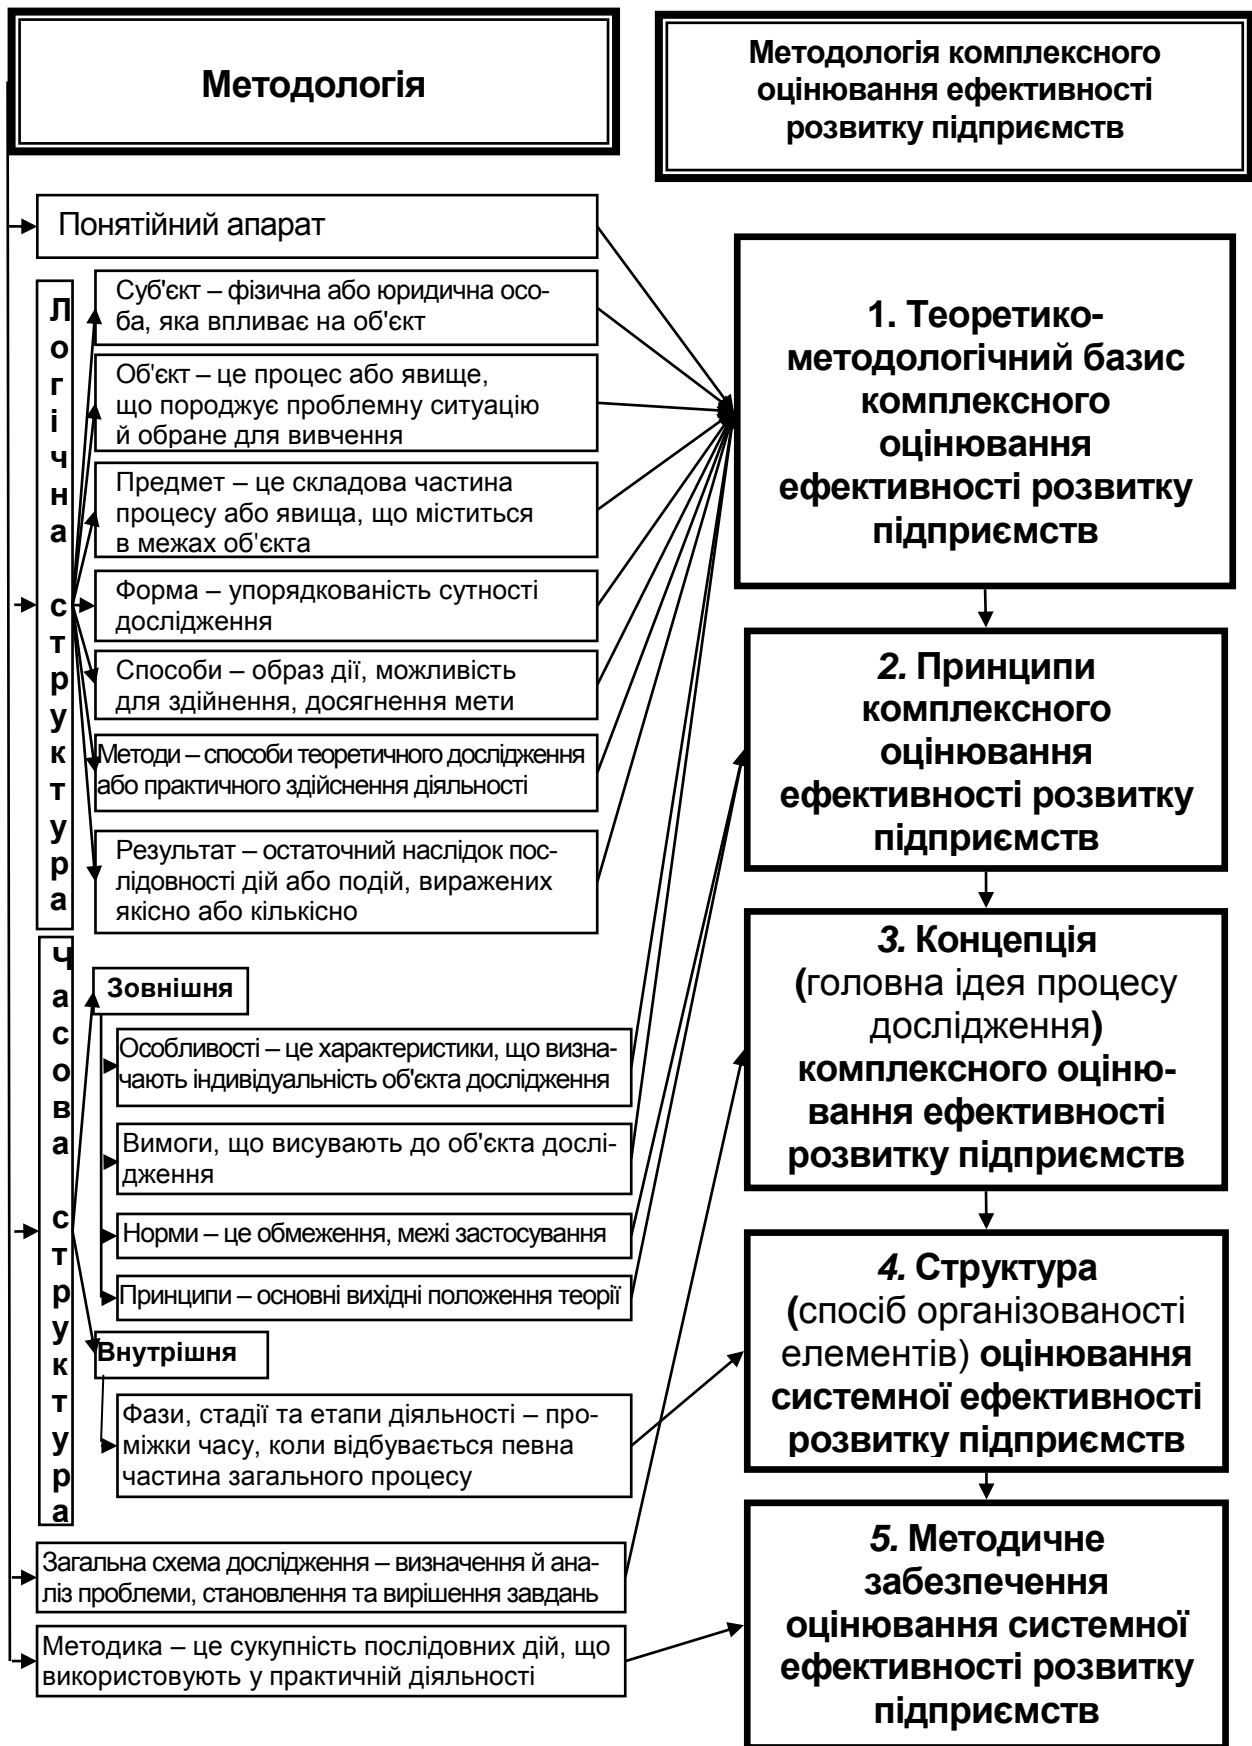 Методологія
Методологія комплексного
оцінювання ефективності
розвитку підприємств
Понятійний апарат
Логічна структура
Суб'єкт – фізична або юридична осо-
ба, яка впливає на об'єкт
Об'єкт – це процес або явище,
що породжує проблемну ситуацію
й обране для вивчення
Предмет – це складова частина
процесу або явища, що міститься
в межах об'єкта
Форма – упорядкованість сутності
дослідження
Способи – образ дії, можливість
для здійнення, досягнення мети
Методи – способи теоретичного дослідження
або практичного здійснення діяльності
Результат – остаточний наслідок пос-
лідовності дій або подій, виражених
якісно або кількісно
Часова структура
Зовнішня
Особливості – це характеристики, що визна-
чають індивідуальність об'єкта дослідження
Вимоги, що висувають до об'єкта дослі-
дження
Норми – це обмеження, межі застосування
Принципи – основні вихідні положення теорії
Внутрішня
Фази, стадії та етапи діяльності – про-
міжки часу, коли відбувається певна
частина загального процесу
Загальна схема дослідження – визначення й ана-
ліз проблеми, становлення та вирішення завдань
Методика – це сукупність послідовних дій, що
використовують у практичній діяльності
1. Теоретико-
методологічний базис
комплексного
оцінювання
ефективності розвитку
підприємств
2. Принципи
комплексного
оцінювання
ефективності розвитку
підприємств
3. Концепція
(головна ідея процесу
дослідження)
комплексного оціню-
вання ефективності
розвитку підприємств
4. Структура
(спосіб організованості
елементів) оцінювання
системної ефективності
розвитку підприємств
5. Методичне
забезпечення
оцінювання системної
ефективності розвитку
підприємств